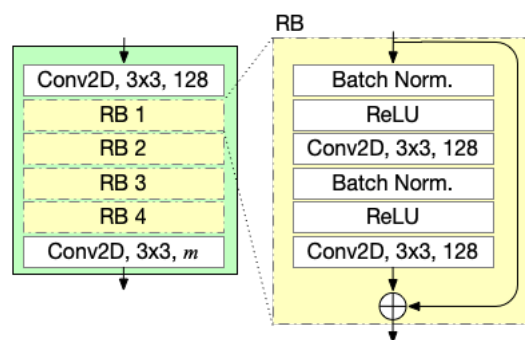 Conv2D, 3x3, 128
RB 1
RB 2
RB 3
RB 4
Conv2D, 3x3, m
RB
Batch Norm.
ReLU
Conv2D, 3x3, 128
Batch Norm.
ReLU
Conv2D, 3x3, 128